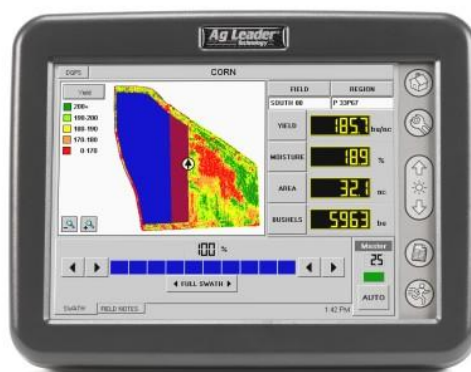 Ag Leader
Technology
DGPS
CORN
Yield
200+
190-200
180-190
170-180
0-170
FIELD
REGION
SOUTH 80
P 33P67
YIELD
185.7
bu/ac
MOISTURE
18.9
%
AREA
32.1
ac
BUSHELS
5963
bu
100 %
FULL SWATH
Master
25
AUTO
SWATH
FIELD NOTES
1:42 PM